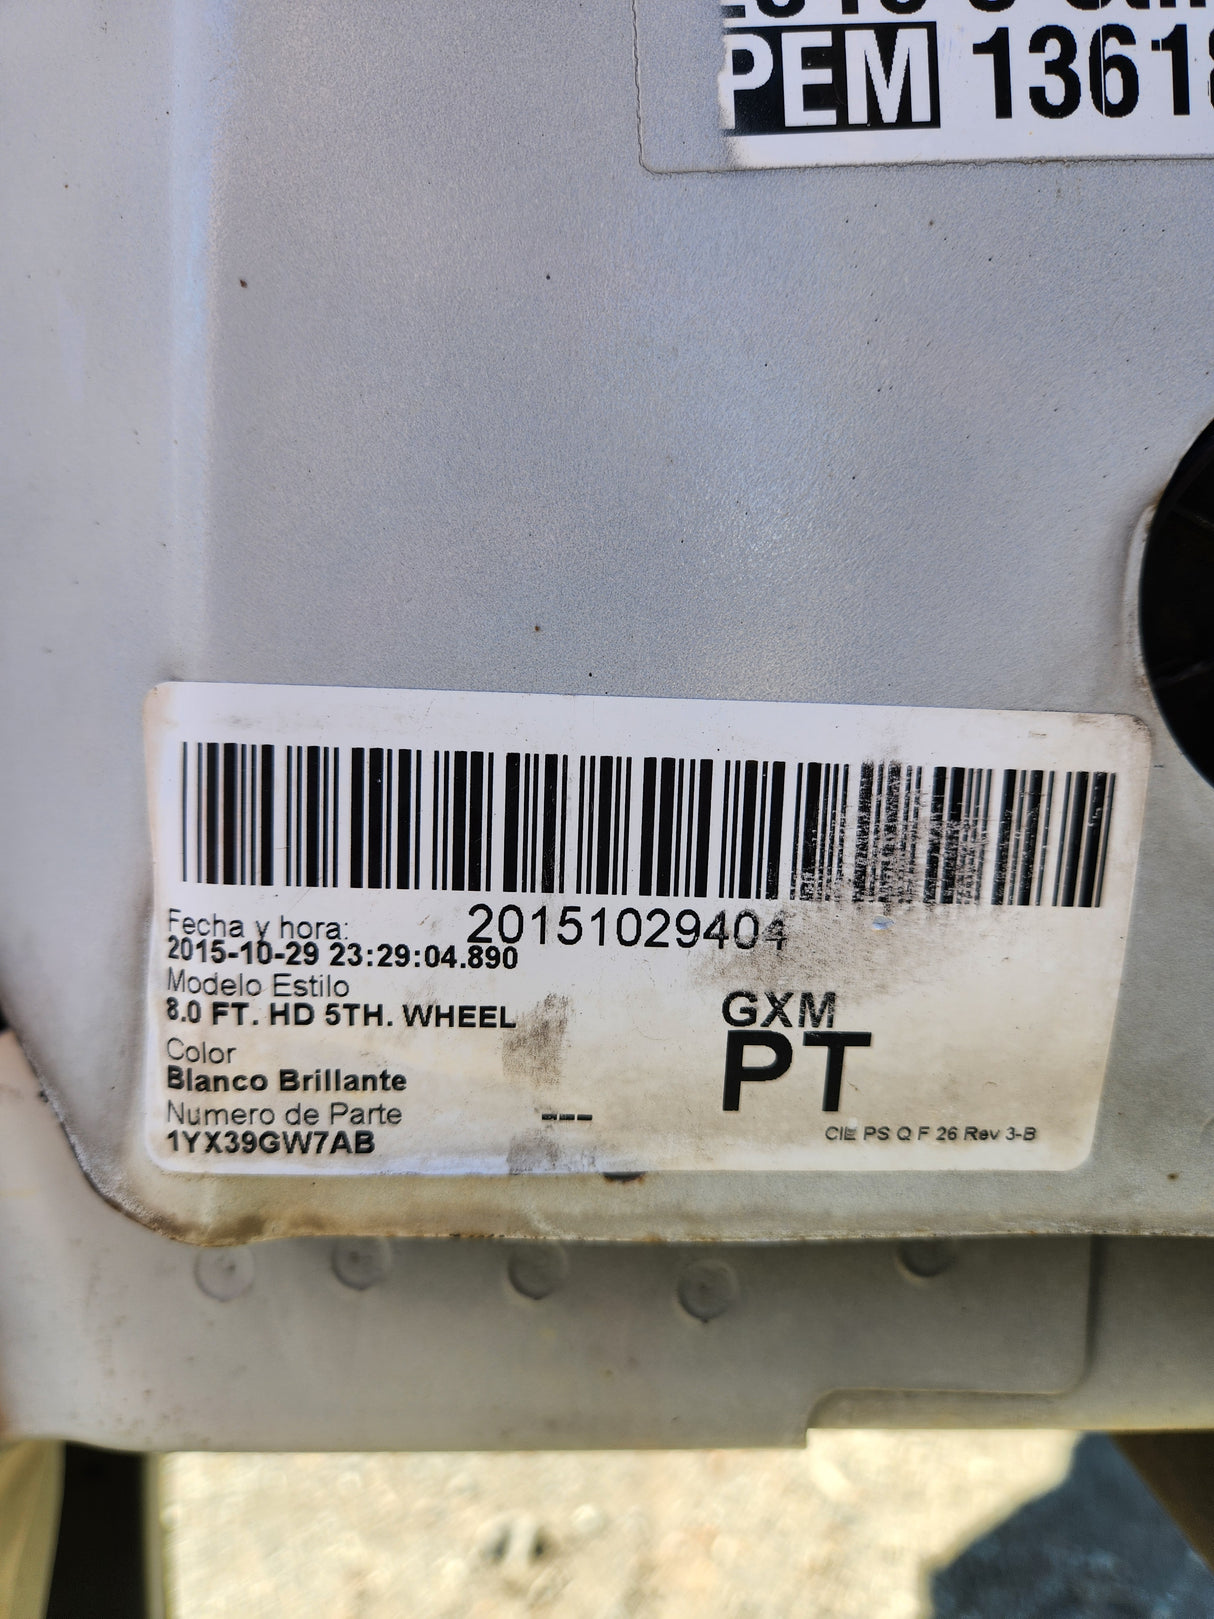 PEM 1361
20151029404
Fecha y hora:
2015-10-29 23:29:04.890
Modelo Estilo
8.0 FT. HD 5TH. WHEEL
GXM
PT
Color
Blanco Brillante
Numero de Parte
---
1YX39GW7AB
CIE PS Q F 26 Rev 3-B